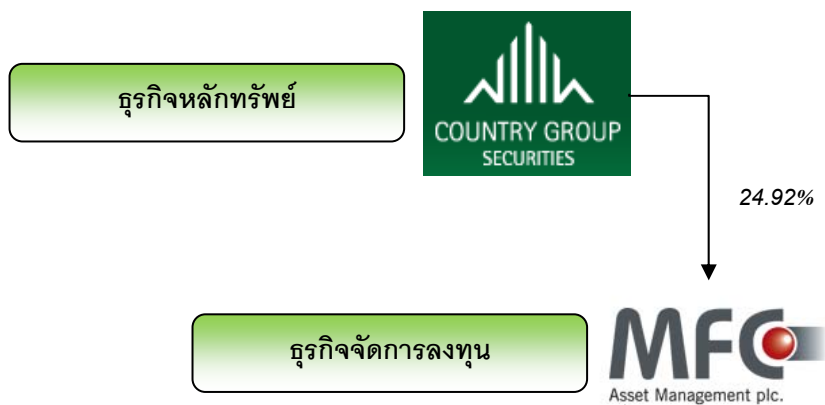 ธุรกิจหลักทรัพย์
COUNTRY GROUP
SECURITIES
24.92%
ธุรกิจจัดการลงทุน
MFC
Asset Management plc.